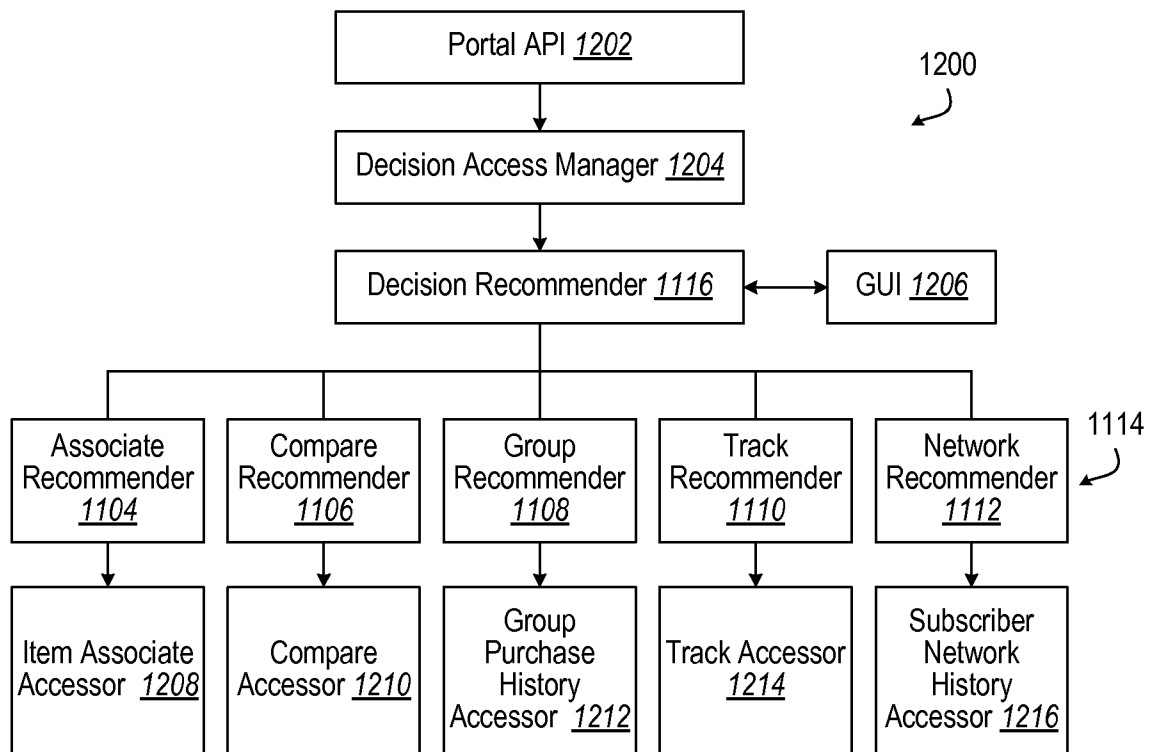 Portal API 1202
1200
Decision Access Manager 1204
Decision Recommender 1116
GUI 1206
Associate
Recommender
1104
Compare
Recommender
1106
Group
Recommender
1108
Track
Recommender
1110
Network
Recommender
1112
1114
Item Associate
Accessor 1208
Compare
Accessor 1210
Group
Purchase
History
Accessor 1212
Track Accessor
1214
Subscriber
Network
History
Accessor 1216